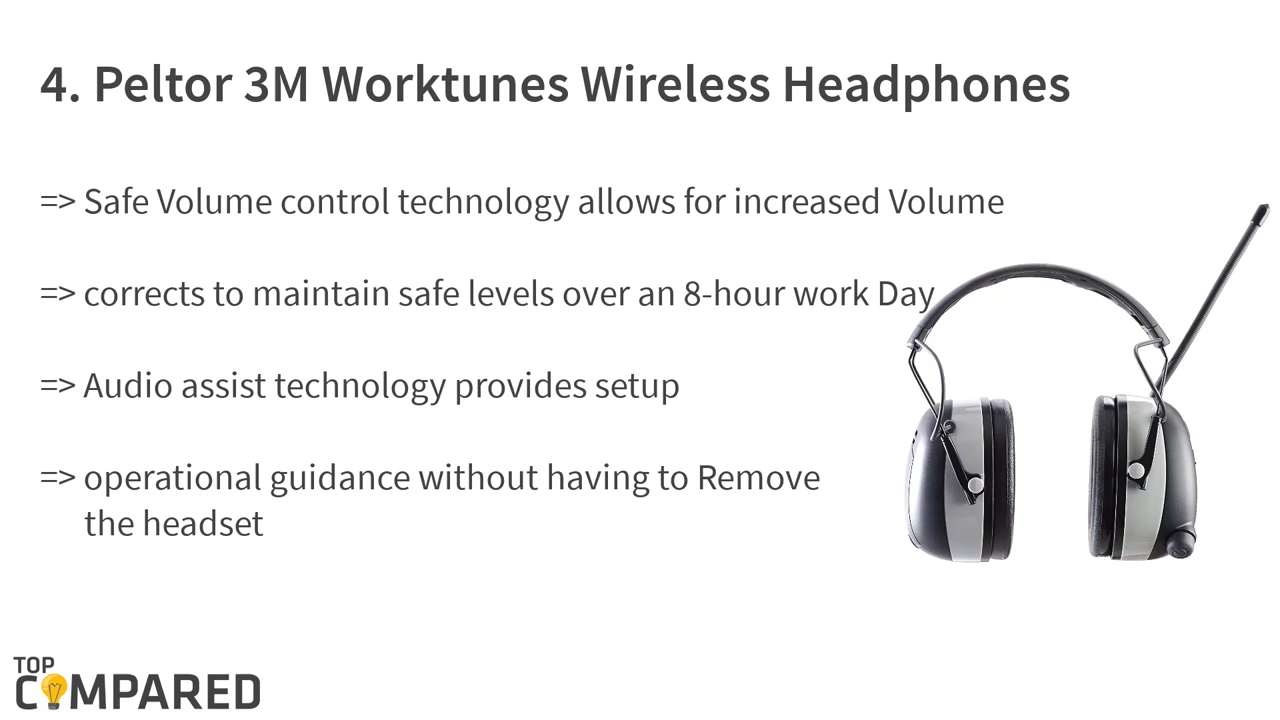 4. Peltor 3M Worktunes Wireless Headphones
=> Safe Volume control technology allows for increased Volume
=> corrects to maintain safe levels over an 8-hour work Day
=> Audio assist technology provides setup
=> operational guidance without having to Remove
the headset
TOP
COMPARED